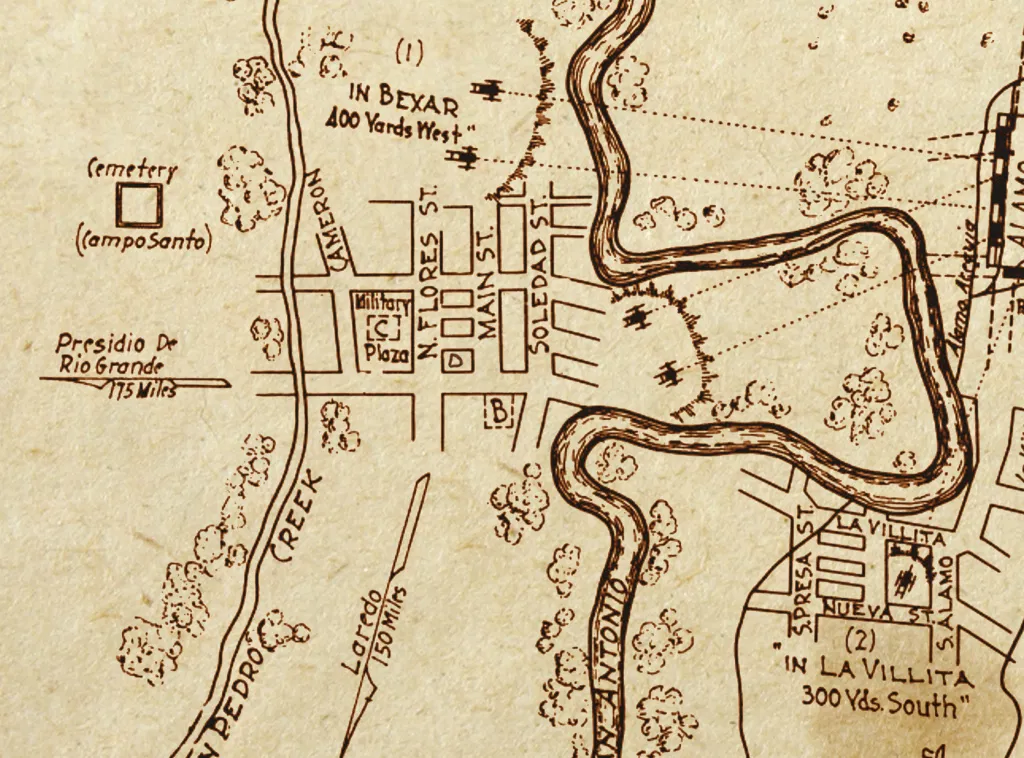 (1)
"IN BEXAR
400 Yards West"
Cemetery
(Campo Santo)
CAMERON
N. FLORES ST.
MAIN ST.
SOLEDAD ST.
Military
C
Plaza
D
B
Presidio De
Rio Grande
175 Miles
ALAMO
Alamo Acequia
CREEK
PEDRO
Laredo
150 Miles
ANTONIO
LA VILLITA
S. PRESA ST.
S. ALAMO
NUEVA ST.
(2)
"IN LA VILLITA
300 Yds. South"